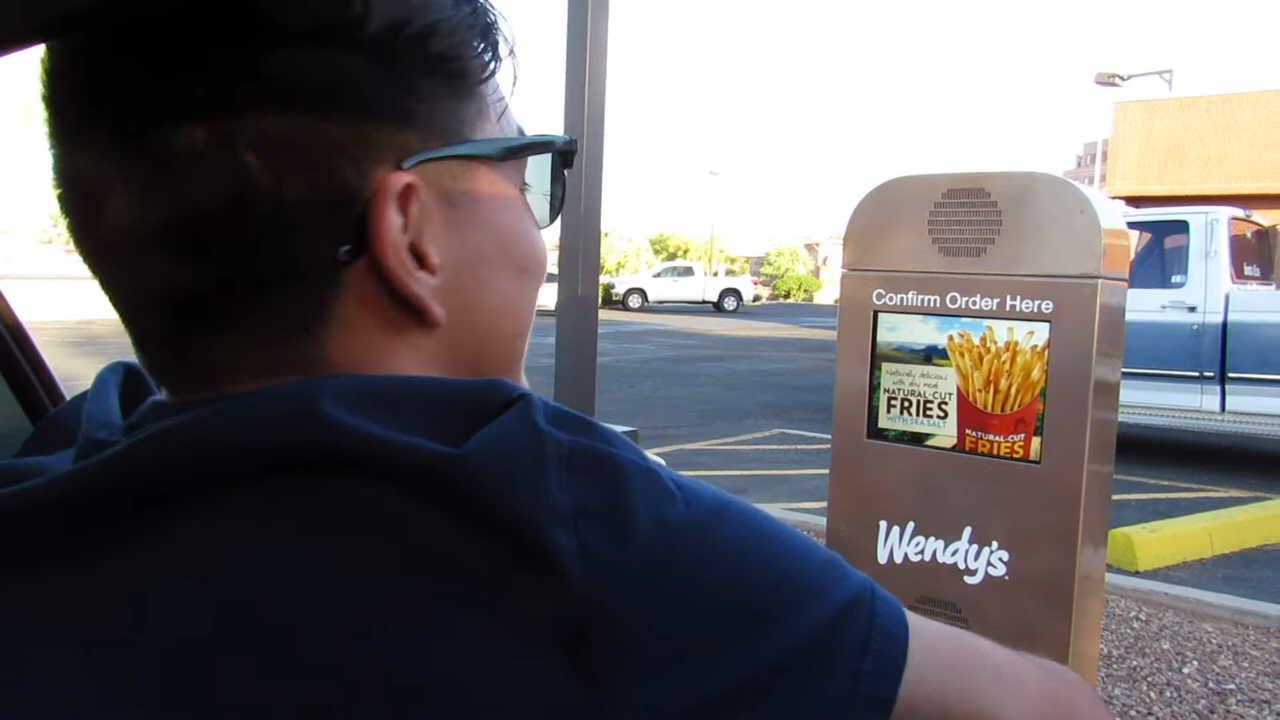 Confirm Order Here
Naturally delicious
with any meal
NATURAL-CUT
FRIES
WITH SEA SALT
NATURAL-CUT
FRIES
Wendy's